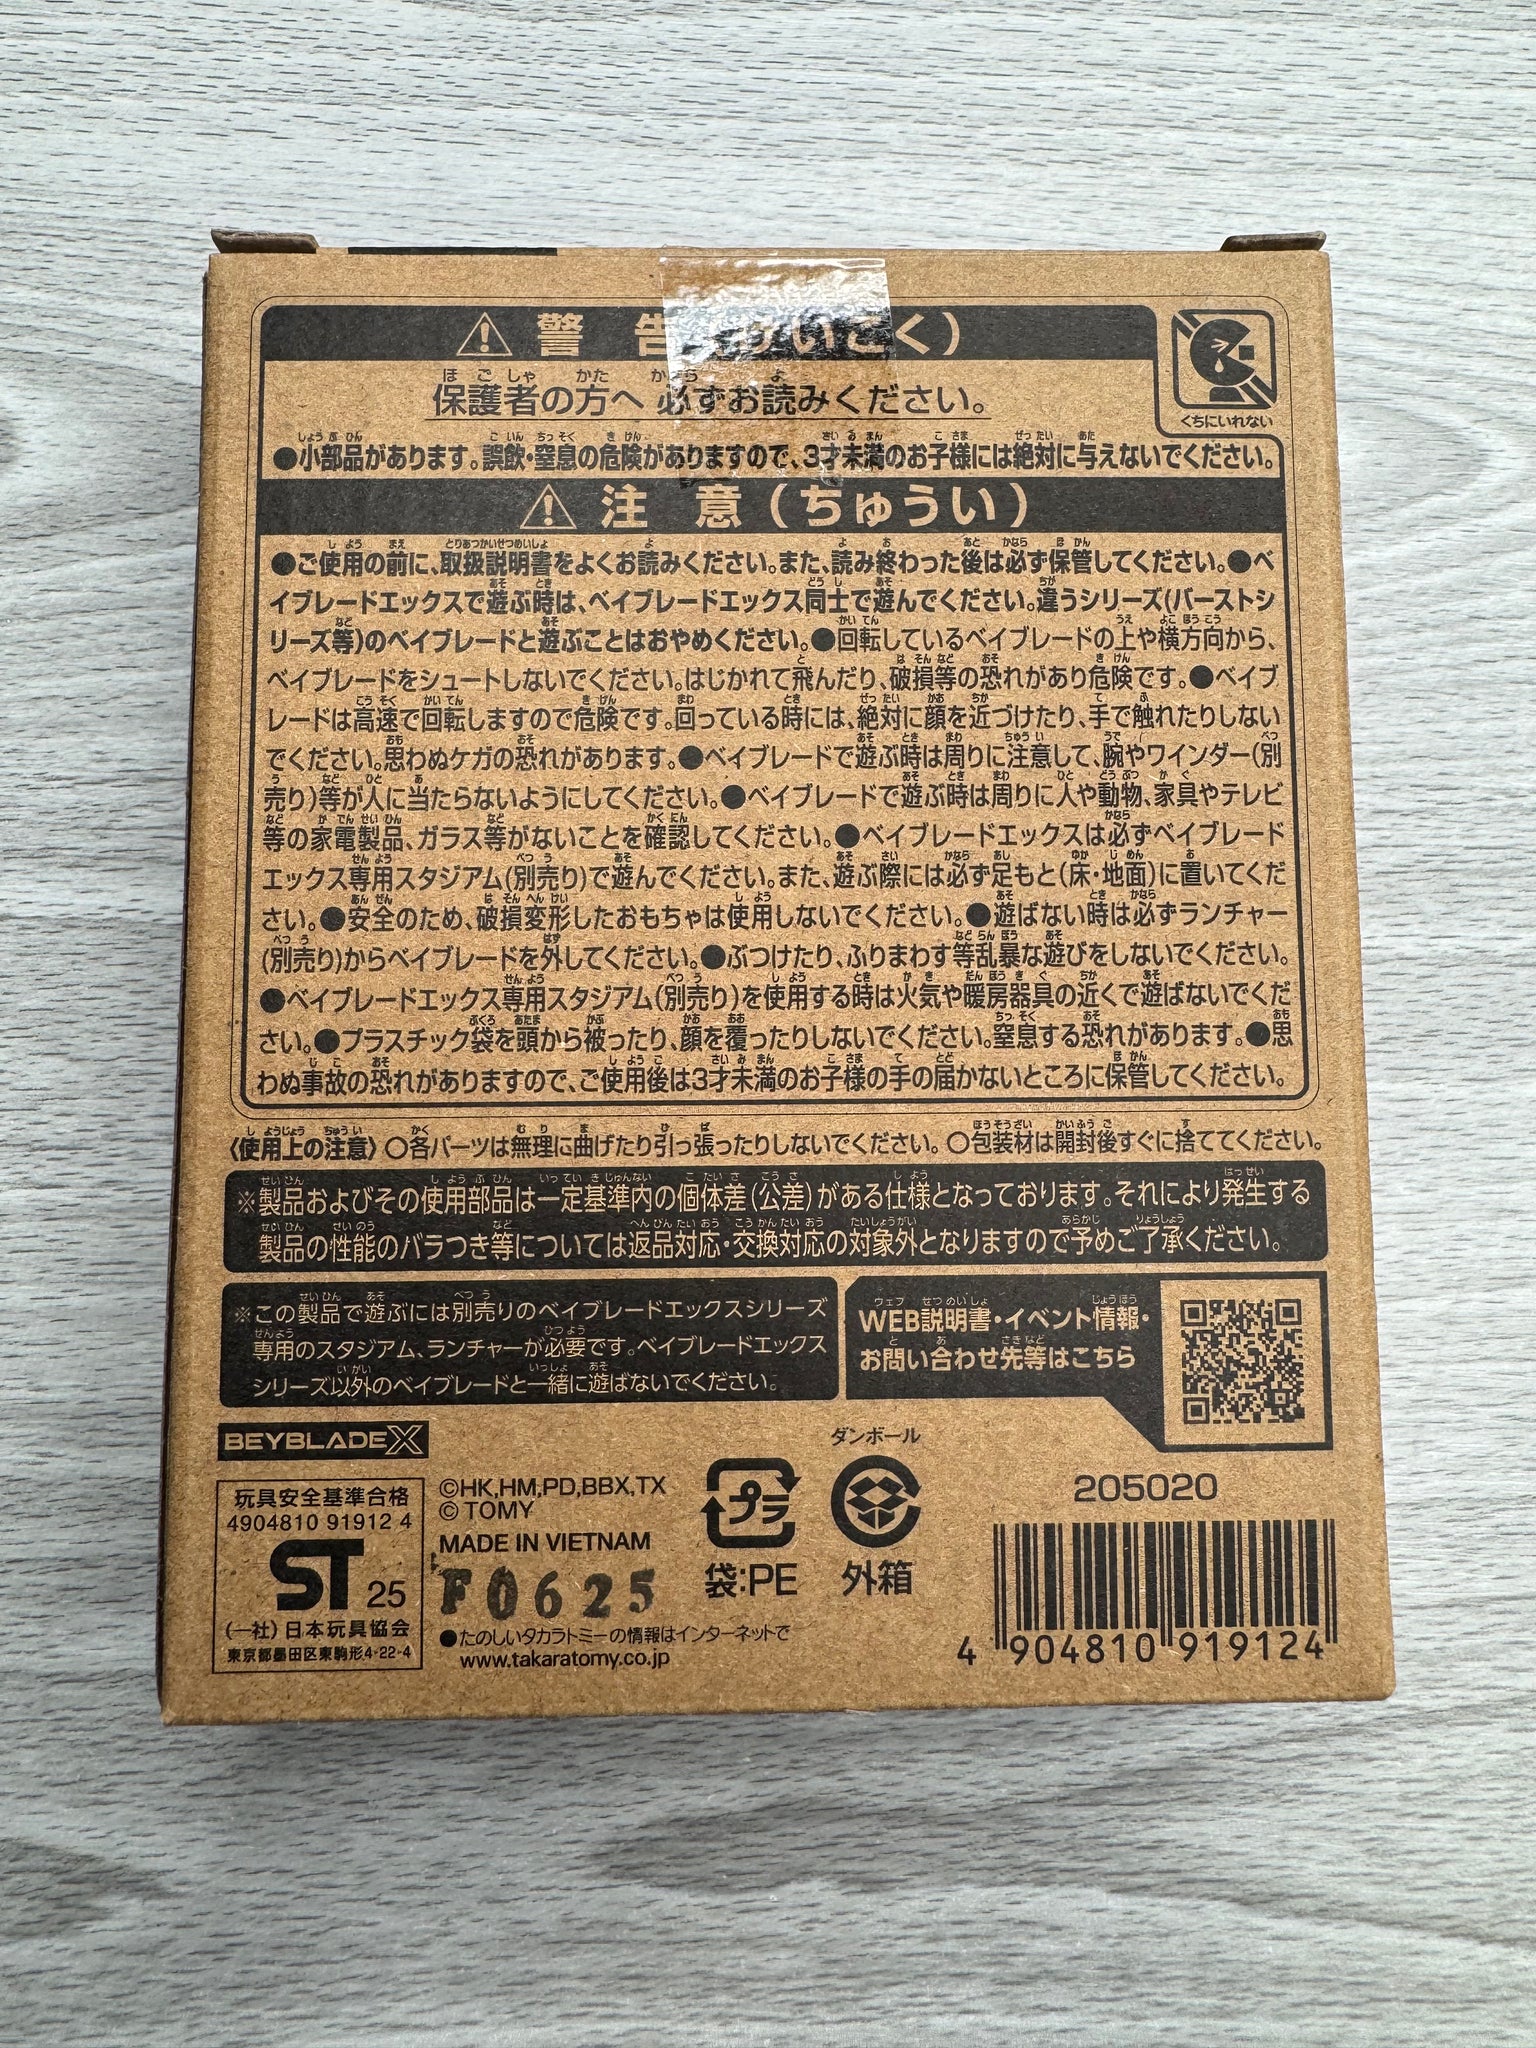 ⚠警 告(けいこく)
くちにいれない
保護者の方へ 必ずお読みください。
●小部品があります。誤飲・窒息の危険がありますので、3才未満のお子様には絶対に与えないでください。
⚠注 意(ちゅうい)
●ご使用の前に、取扱説明書をよくお読みください。また、読み終わった後は必ず保管してください。●ベ
イブレードエックスで遊ぶ時は、ベイブレードエックス同士で遊んでください。違うシリーズ(バーストシ
リーズ等)のベイブレードと遊ぶことはおやめください。●回転しているベイブレードの上や横方向から、
ベイブレードをシュートしないでください。はじかれて飛んだり、破損等の恐れがあり危険です。●ベイブ
レードは高速で回転しますので危険です。回っている時には、絶対に顔を近づけたり、手で触れたりしない
でください。思わぬケガの恐れがあります。●ベイブレードで遊ぶ時は周りに注意して、腕やワインダー(別
売り)等が人に当たらないようにしてください。●ベイブレードで遊ぶ時は周りに人や動物、家具やテレビ
等の家電製品、ガラス等がないことを確認してください。●ベイブレードエックスは必ずベイブレード
エックス専用スタジアム(別売り)で遊んでください。また、遊ぶ際には必ず足もと(床・地面)に置いてくだ
さい。●安全のため、破損変形したおもちゃは使用しないでください。●遊ばない時は必ずランチャー
(別売り)からベイブレードを外してください。●ぶつけたり、ふりまわす等乱暴な遊びをしないでください。
●ベイブレードエックス専用スタジアム(別売り)を使用する時は火気や暖房器具の近くで遊ばないでくだ
さい。●プラスチック袋を頭から被ったり、顔を覆ったりしないでください。窒息する恐れがあります。●思
わぬ事故の恐れがありますので、ご使用後は3才未満のお子様の手の届かないところに保管してください。
〈使用上の注意〉○各パーツは無理に曲げたり引っ張ったりしないでください。○包装材は開封後すぐに捨ててください。
※製品およびその使用部品は一定基準内の個体差(公差)がある仕様となっております。それにより発生する
製品の性能のバラつき等については返品対応・交換対応の対象外となりますので予めご了承ください。
※この製品で遊ぶには別売りのベイブレードエックスシリーズ
専用のスタジアム、ランチャーが必要です。ベイブレードエックス
シリーズ以外のベイブレードと一緒に遊ばないでください。
WEB説明書・イベント情報・
お問い合わせ先等はこちら
BEYBLADE X
玩具安全基準合格
4904810 91912 4
ST 25
(一社)日本玩具協会
東京都墨田区東駒形4-22-4
©HK,HM,PD,BBX,TX
© TOMY
MADE IN VIETNAM
F0625
●たのしいタカラトミーの情報はインターネットで
www.takaratomy.co.jp
プラ
袋:PE
ダンボール
外箱
205020
4 904810 919124